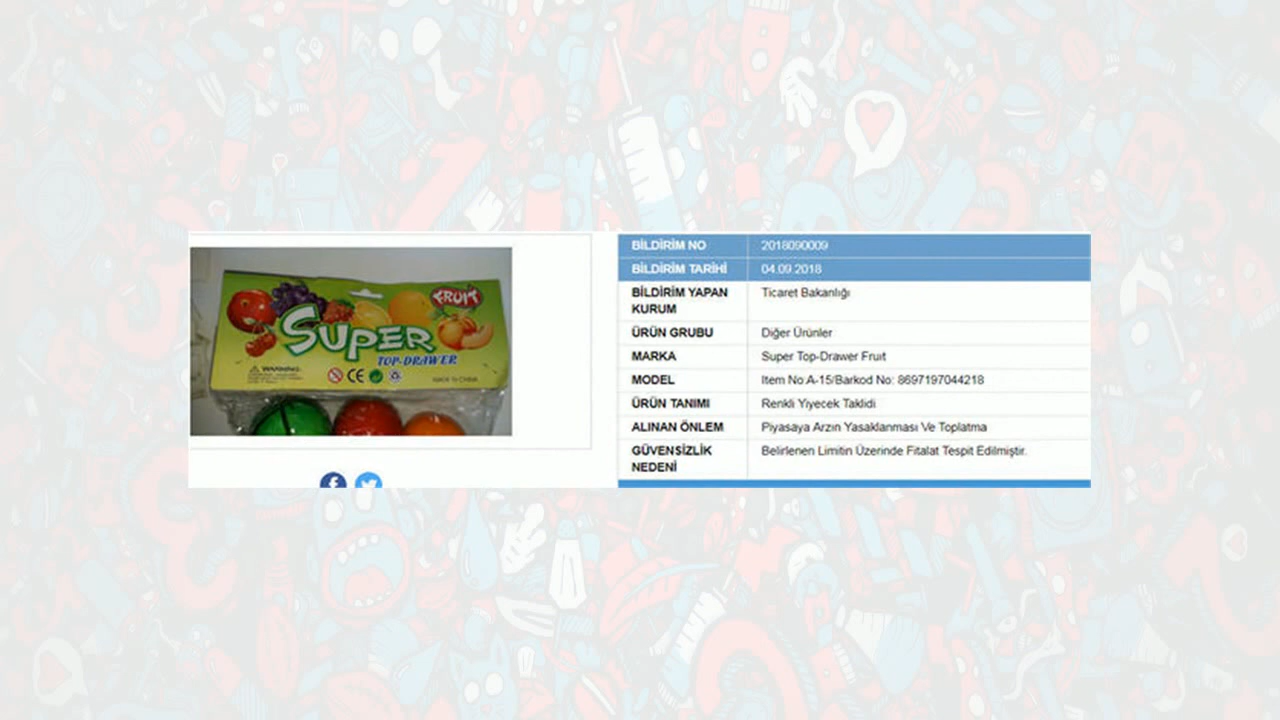 FRUIT
SUPER
TOP-DRAWER
WARNING:
CE
MADE IN CHINA
BİLDİRİM NO 2018090009
BİLDİRİM TARİHİ 04.09.2018
BİLDİRİM YAPAN KURUM Ticaret Bakanlığı
ÜRÜN GRUBU Diğer Ürünler
MARKA Super Top-Drawer Fruıt
MODEL Item No:A-15/Barkod No: 8697197044218
ÜRÜN TANIMI Renkli Yiyecek Taklidi
ALINAN ÖNLEM Piyasaya Arzın Yasaklanması Ve Toplatma
GÜVENSİZLİK NEDENİ Belirlenen Limitin Üzerinde Fitalat Tespit Edilmiştir.